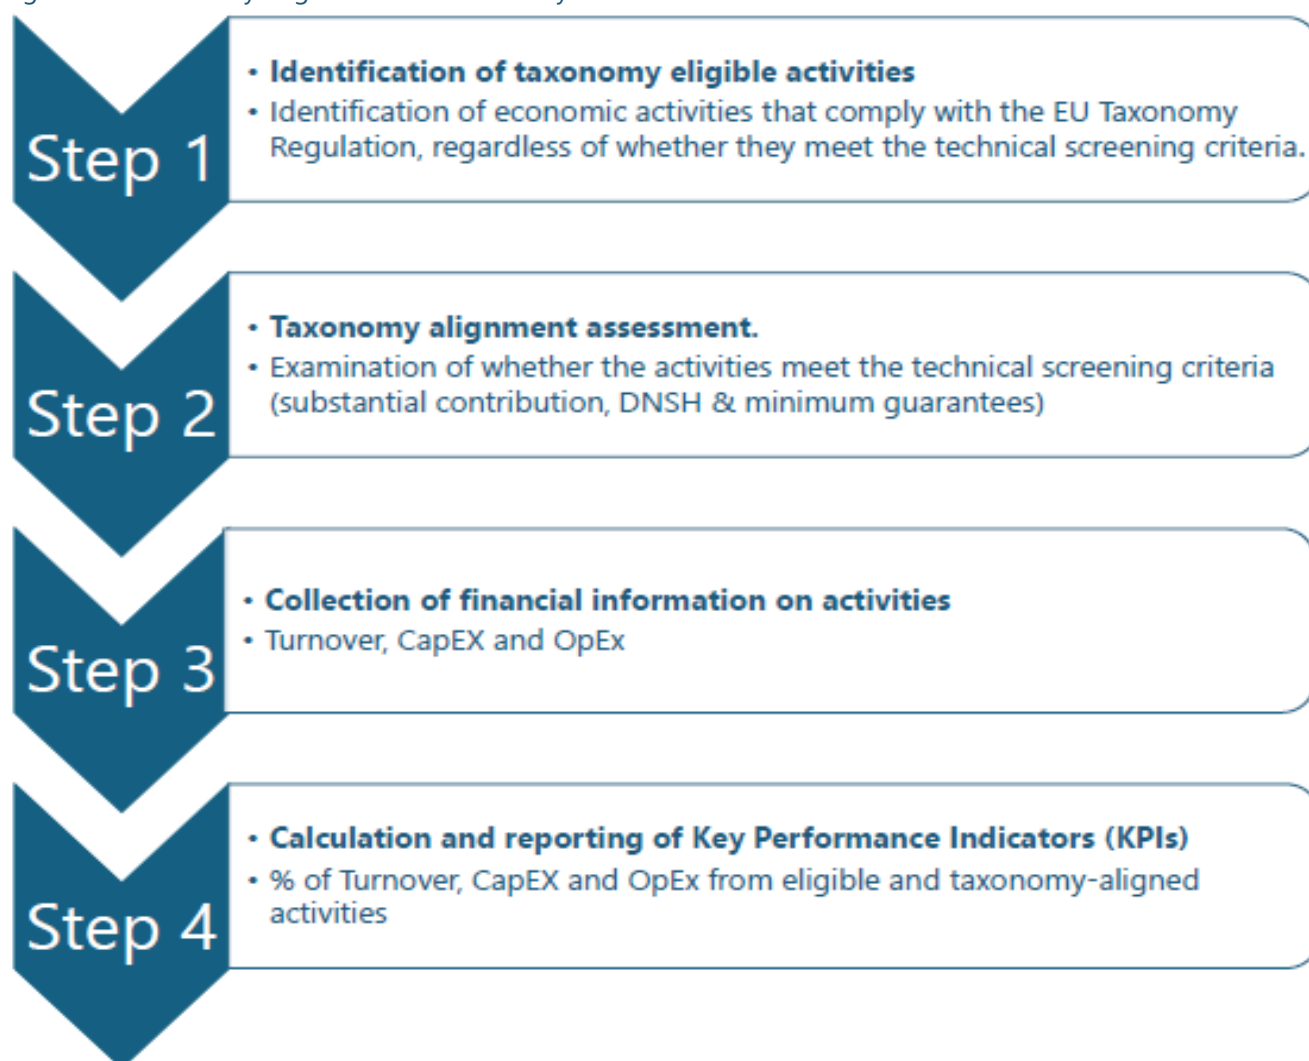 Step 1
• Identification of taxonomy eligible activities
• Identification of economic activities that comply with the EU Taxonomy
Regulation, regardless of whether they meet the technical screening criteria.
Step 2
• Taxonomy alignment assessment.
• Examination of whether the activities meet the technical screening criteria
(substantial contribution, DNSH & minimum guarantees)
Step 3
• Collection of financial information on activities
• Turnover, CapEX and OpEx
Step 4
• Calculation and reporting of Key Performance Indicators (KPIs)
• % of Turnover, CapEX and OpEx from eligible and taxonomy-aligned
activities